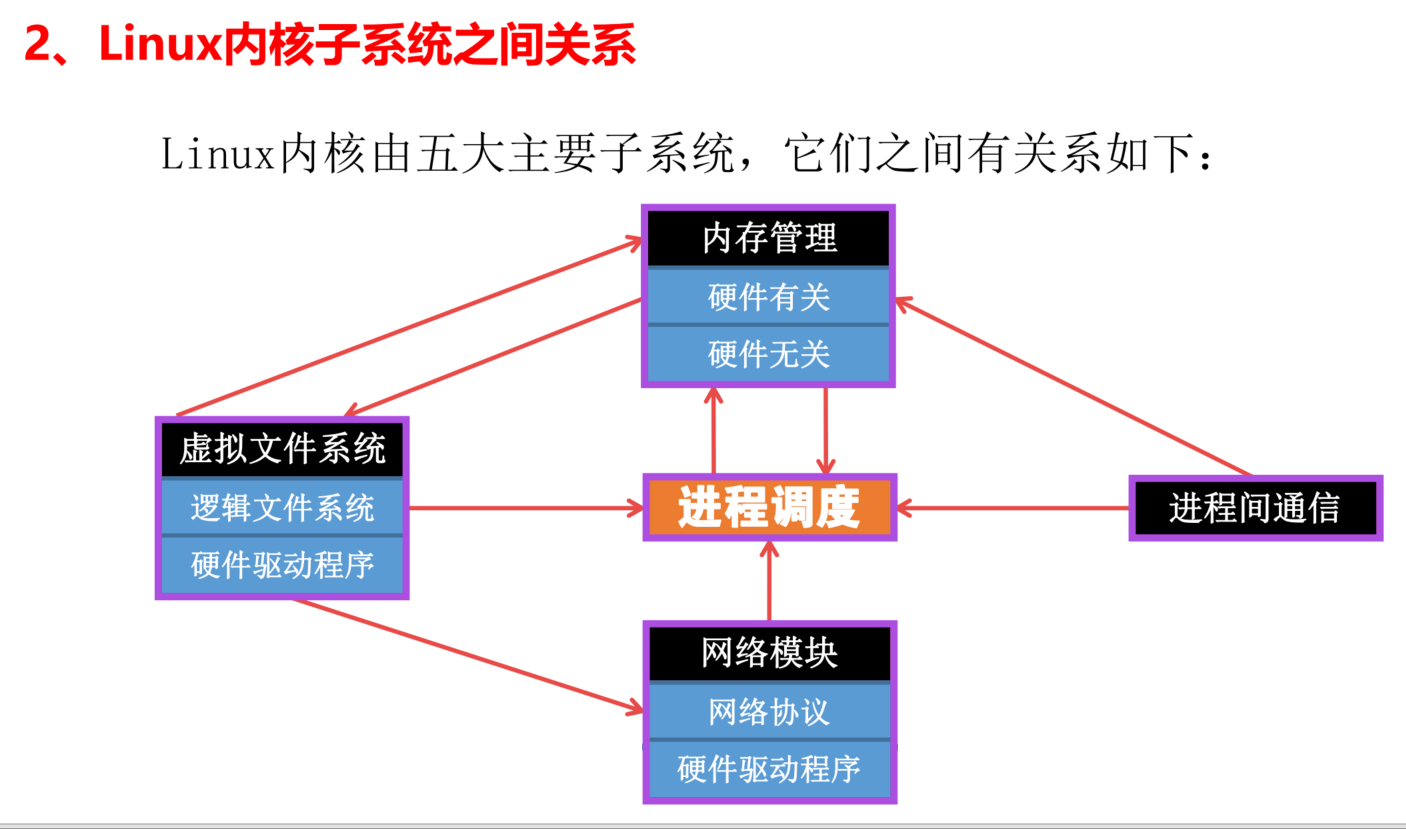 2、Linux内核子系统之间关系
Linux内核由五大主要子系统，它们之间有关系如下：
内存管理
硬件有关
硬件无关
虚拟文件系统
逻辑文件系统
硬件驱动程序
进程调度
进程间通信
网络模块
网络协议
硬件驱动程序